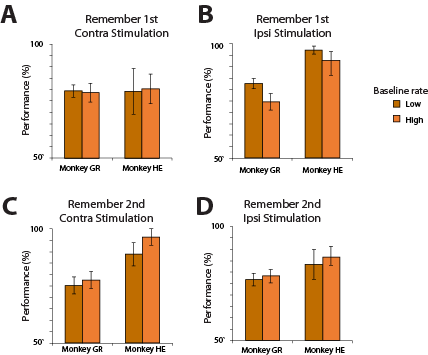 A
Remember 1st
Contra Stimulation
100
Performance (%)
50'
Monkey GR Monkey HE
B
Remember 1st
Ipsi Stimulation
100
Performance (%)
50'
Monkey GR Monkey HE
Baseline rate
Low
High
C
Remember 2nd
Contra Stimulation
100
Performance (%)
50'
Monkey GR Monkey HE
D
Remember 2nd
Ipsi Stimulation
100
Performance (%)
50'
Monkey GR Monkey HE